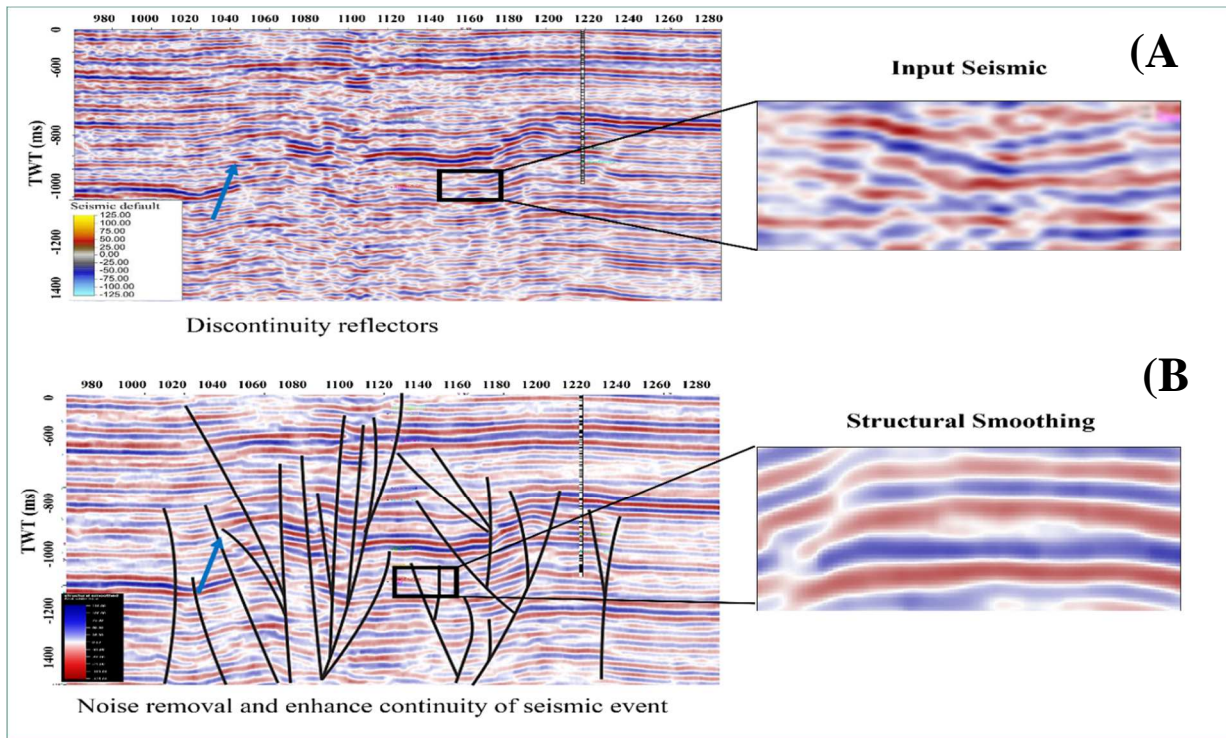 980 1000 1020 1040 1060 1080 1100 1120 1140 1160 1180 1200 1220 1240 1260 1280
(A
Input Seismic
TWT (ms)
0
-600
-800
-1000
-1200
1400
Seismic default
125.00
100.00
75.00
50.00
25.00
0.00
-25.00
-50.00
-75.00
-100.00
-125.00
Discontinuity reflectors
980 1000 1020 1040 1060 1080 1100 1120 1140 1160 1180 1200 1220 1240 1260 1280
(B
Structural Smoothing
TWT (ms)
0
-600
-800
-1000
-1200
1400
Noise removal and enhance continuity of seismic event